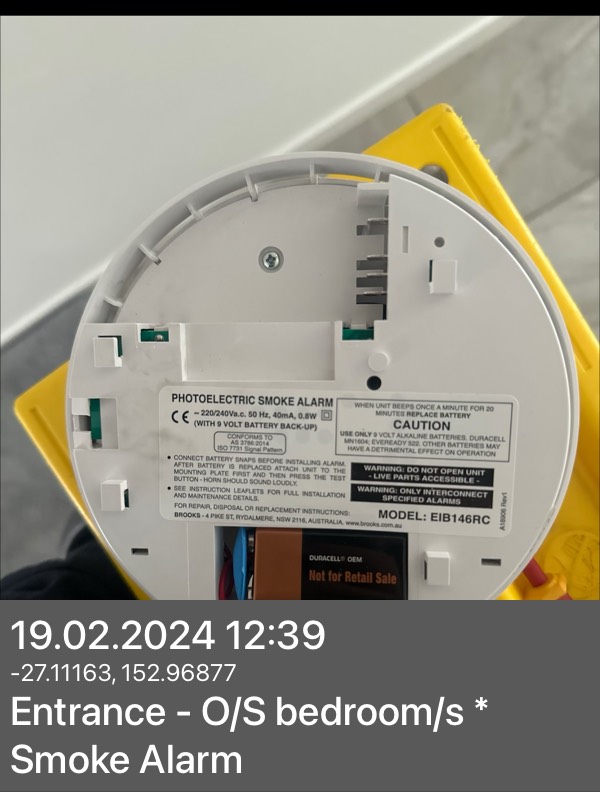 PHOTOELECTRIC SMOKE ALARM
CE ~ 220/240Va.c. 50 Hz, 40mA, 0.8W
(WITH 9 VOLT BATTERY BACK-UP)
CONFORMS TO
AS 3786:2014
ISO 7731 Signal Pattern
• CONNECT BATTERY SNAPS BEFORE INSTALLING ALARM.
AFTER BATTERY IS REPLACED ATTACH UNIT TO THE
MOUNTING PLATE FIRST AND THEN PRESS THE TEST
BUTTON - HORN SHOULD SOUND LOUDLY.
• SEE INSTRUCTION LEAFLETS FOR FULL INSTALLATION
AND MAINTENANCE DETAILS.
FOR REPAIR, DISPOSAL OR REPLACEMENT INSTRUCTIONS:
BROOKS - 4 PIKE ST, RYDALMERE, NSW 2116, AUSTRALIA. www.brooks.com.au
WHEN UNIT BEEPS ONCE A MINUTE FOR 20
MINUTES REPLACE BATTERY
CAUTION
USE ONLY 9 VOLT ALKALINE BATTERIES. DURACELL
MN1604; EVEREADY 522. OTHER BATTERIES MAY
HAVE A DETRIMENTAL EFFECT ON OPERATION
WARNING: DO NOT OPEN UNIT
- LIVE PARTS ACCESSIBLE -
WARNING: ONLY INTERCONNECT
SPECIFIED ALARMS
MODEL: EIB146RC
DURACELL® OEM
Not for Retail Sale
19.02.2024 12:39
-27.11163, 152.96877
Entrance - O/S bedroom/s *
Smoke Alarm